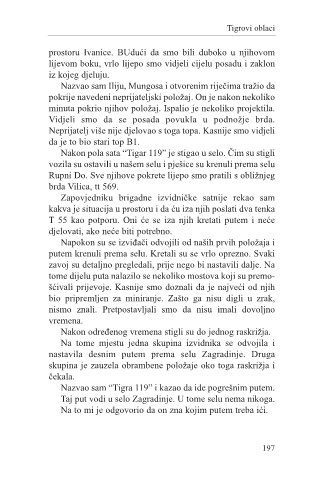 Tigrovi oblaci
prostoru Ivanice. BUdući da smo bili duboko u njihovom
lijevom boku, vrlo lijepo smo vidjeli cijelu posadu i zaklon
iz kojeg djeluju.
Nazvao sam Iliju, Mungosa i otvorenim riječima tražio da
pokrije navedeni neprijateljski položaj. On je nakon nekoliko
minuta pokrio njihov položaj. Ispalio je nekoliko projektila.
Vidjeli smo da se posada povukla u podnožje brda.
Neprijatelj više nije djelovao s toga topa. Kasnije smo vidjeli
da je to bio stari top B1.
Nakon pola sata “Tigar 119” je stigao u selo. Čim su stigli
vozila su ostavili u našem selu i pješice su krenuli prema selu
Rupni Do. Sve njihove pokrete lijepo smo pratili s obližnjeg
brda Vilica, tt 569.
Zapovjedniku brigadne izvidničke satnije rekao sam
kakva je situacija u prostoru i da ću iza njih poslati dva tenka
T 55 kao potporu. Oni će se iza njih kretati putem i neće
djelovati, ako neće biti potrebno.
Napokon su se izviđači odvojili od naših prvih položaja i
putem krenuli prema selu. Kretali su se vrlo oprezno. Svaki
zavoj su detaljno pregledali, prije nego bi nastavili dalje. Na
tome dijelu puta nalazilo se nekoliko mostova koji su premo-
šćivali prijevoje. Kasnije smo doznali da je najveći od njih
bio pripremljen za miniranje. Zašto ga nisu digli u zrak,
nismo znali. Pretpostavljali smo da nisu imali dovoljno
vremena.
Nakon određenog vremena stigli su do jednog raskrižja.
Na tome mjestu jedna skupina izvidnika se odvojila i
nastavila desnim putem prema selu Zagradinje. Druga
skupina je zauzela obrambene položaje oko toga raskrižja i
čekala.
Nazvao sam “Tigra 119” i kazao da ide pogrešnim putem.
Taj put vodi u selo Zagradinje. U tome selu nema nikoga.
Na to mi je odgovorio da on zna kojim putem treba ići.
197